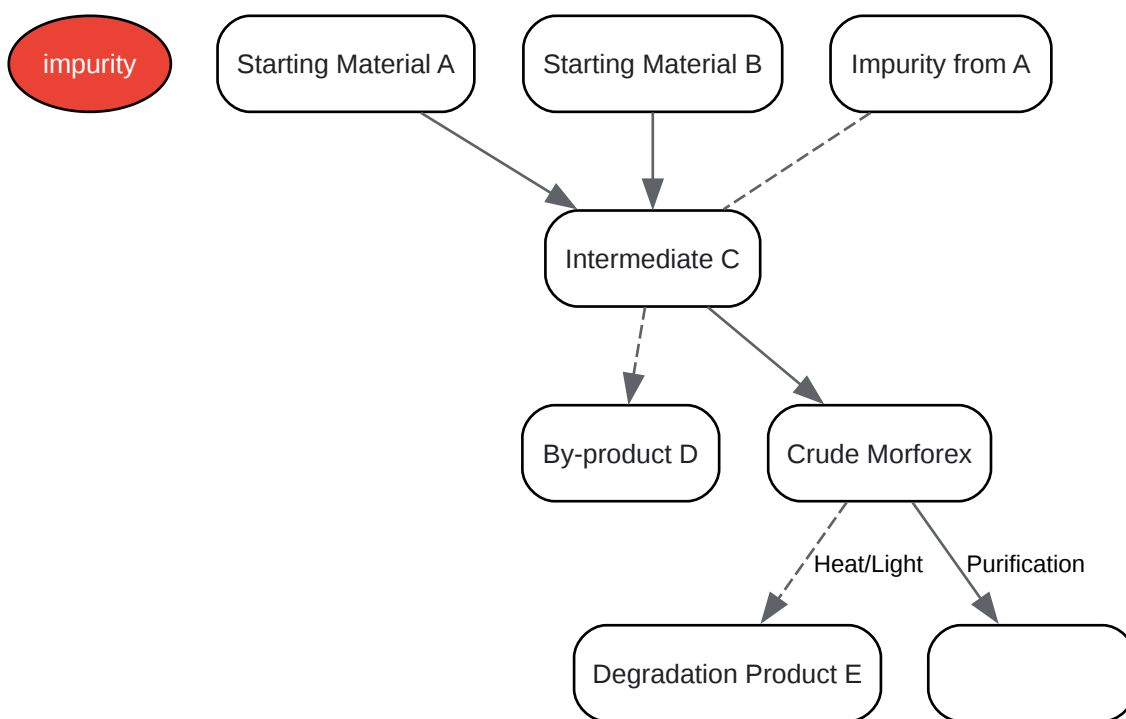 impurity
Starting Material A
Starting Material B
Impurity from A
Intermediate C
By-product D
Crude Morforex
Heat/Light
Purification
Degradation Product E